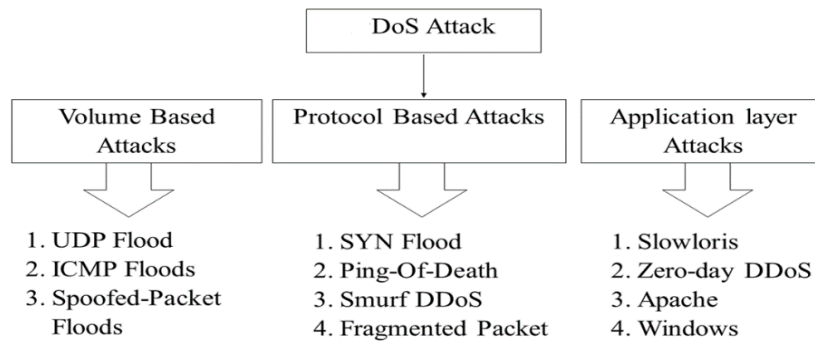 DoS Attack
Volume Based
Attacks
Protocol Based Attacks
Application layer
Attacks
1. UDP Flood
2. ICMP Floods
3. Spoofed-Packet
Floods
1. SYN Flood
2. Ping-Of-Death
3. Smurf DDoS
4. Fragmented Packet
1. Slowloris
2. Zero-day DDoS
3. Apache
4. Windows